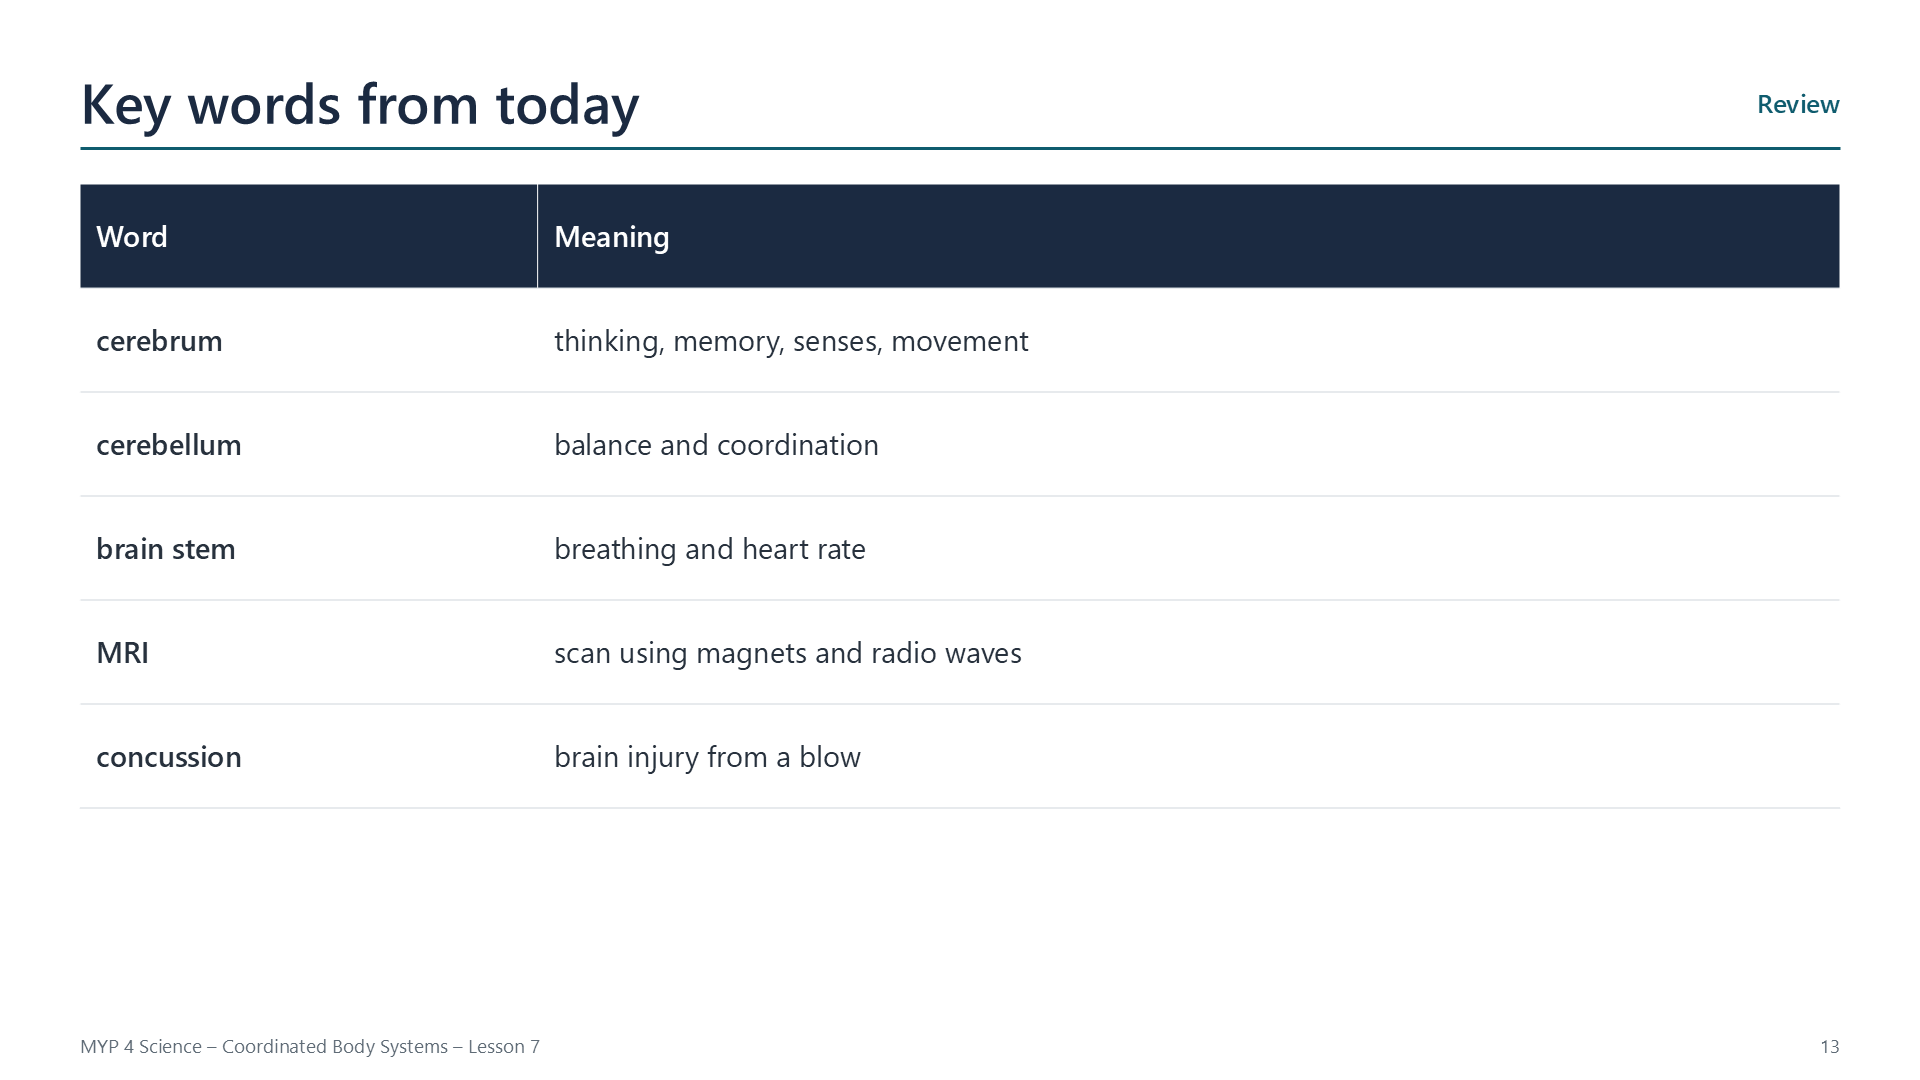 Key words from today
Review
Word Meaning
cerebrum thinking, memory, senses, movement
cerebellum balance and coordination
brain stem breathing and heart rate
MRI scan using magnets and radio waves
concussion brain injury from a blow
MYP 4 Science – Coordinated Body Systems – Lesson 7
13